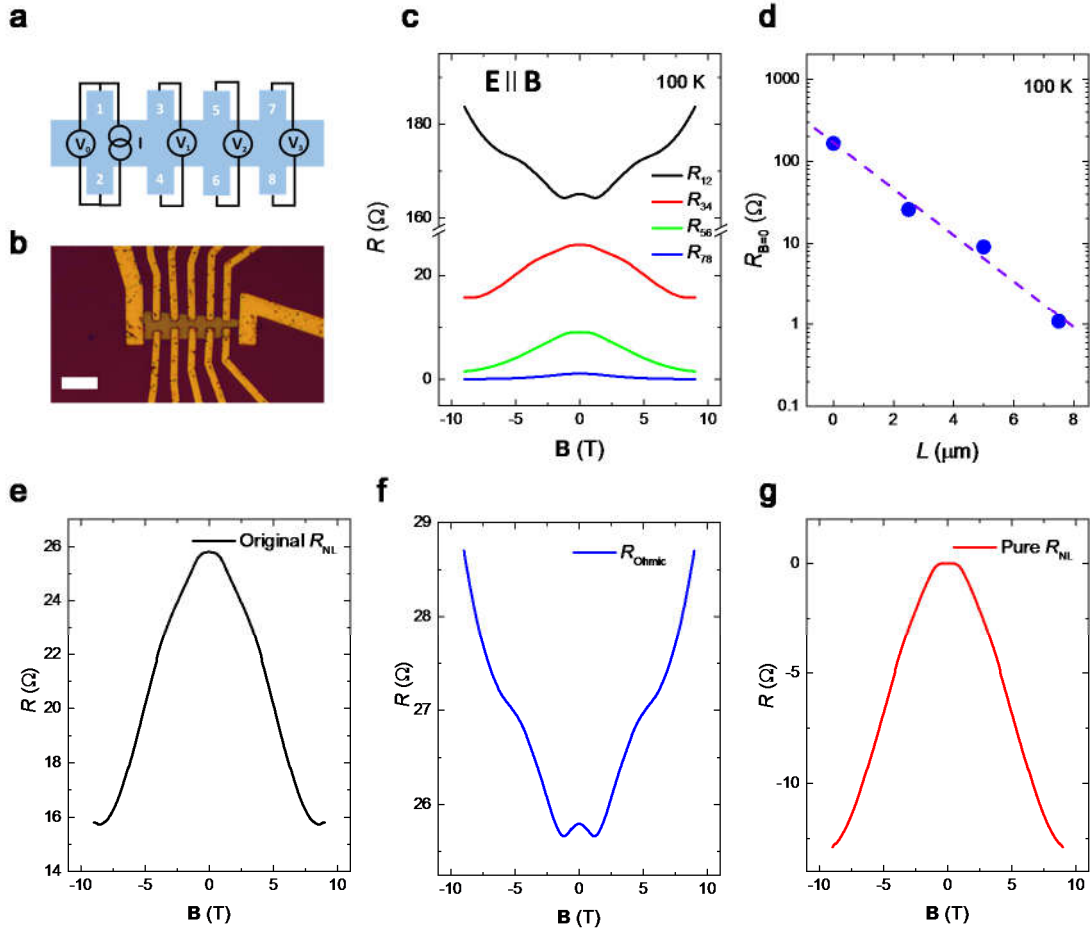 a
1
3
5
7
V0
I
V1
V2
V3
2
4
6
8
b
c
E || B
100 K
180
160
20
0
R (Ω)
R12
R34
R56
R78
-10
-5
0
5
10
B (T)
d
100 K
1000
100
10
1
0.1
RB=0 (Ω)
0
2
4
6
8
L (μm)
e
Original RNL
26
24
22
20
18
16
14
R (Ω)
-10
-5
0
5
10
B (T)
f
ROhmic
29
28
27
26
R (Ω)
-10
-5
0
5
10
B (T)
g
Pure RNL
0
-5
-10
R (Ω)
-10
-5
0
5
10
B (T)